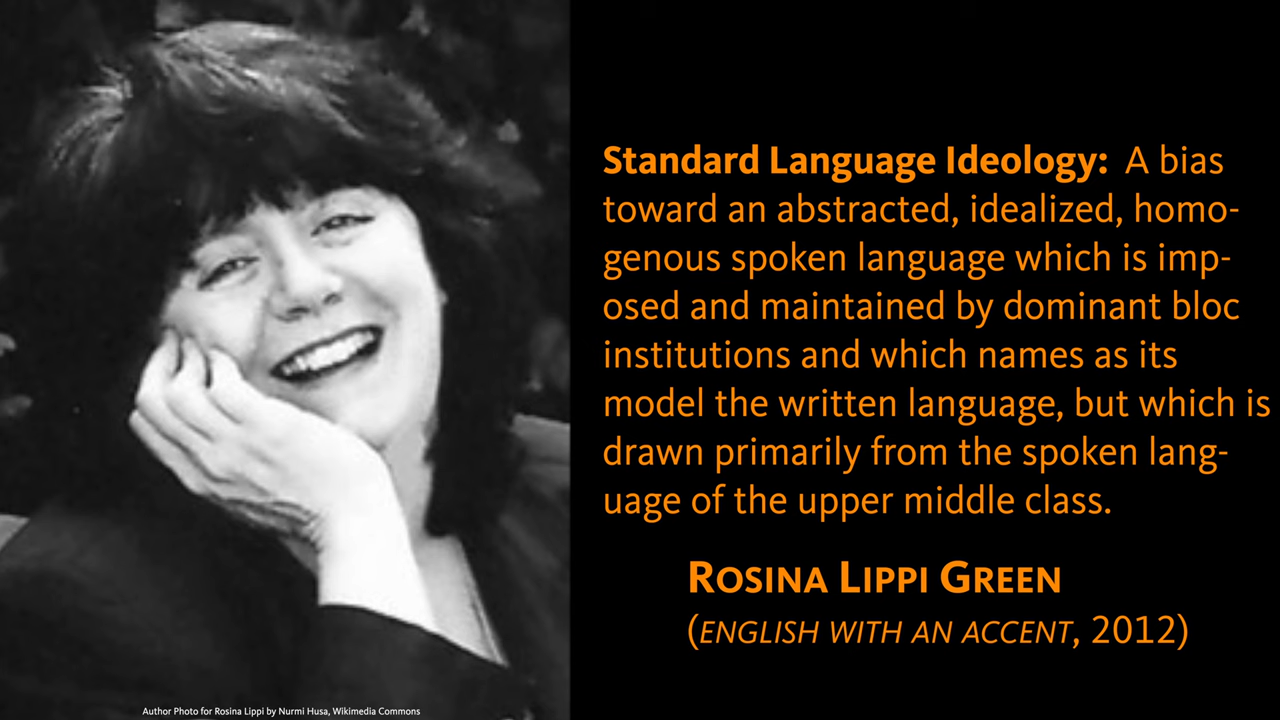 Standard Language Ideology: A bias
toward an abstracted, idealized, homo-
genous spoken language which is imp-
osed and maintained by dominant bloc
institutions and which names as its
model the written language, but which is
drawn primarily from the spoken lang-
uage of the upper middle class.
ROSINA LIPPI GREEN
(ENGLISH WITH AN ACCENT, 2012)
Author Photo for Rosina Lippi by Nurmi Husa, Wikimedia Commons